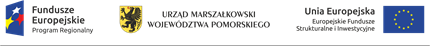 Fundusze
Europejskie
Program Regionalny
URZĄD MARSZAŁKOWSKI
WOJEWÓDZTWA POMORSKIEGO
Unia Europejska
Europejskie Fundusze
Strukturalne i Inwestycyjne